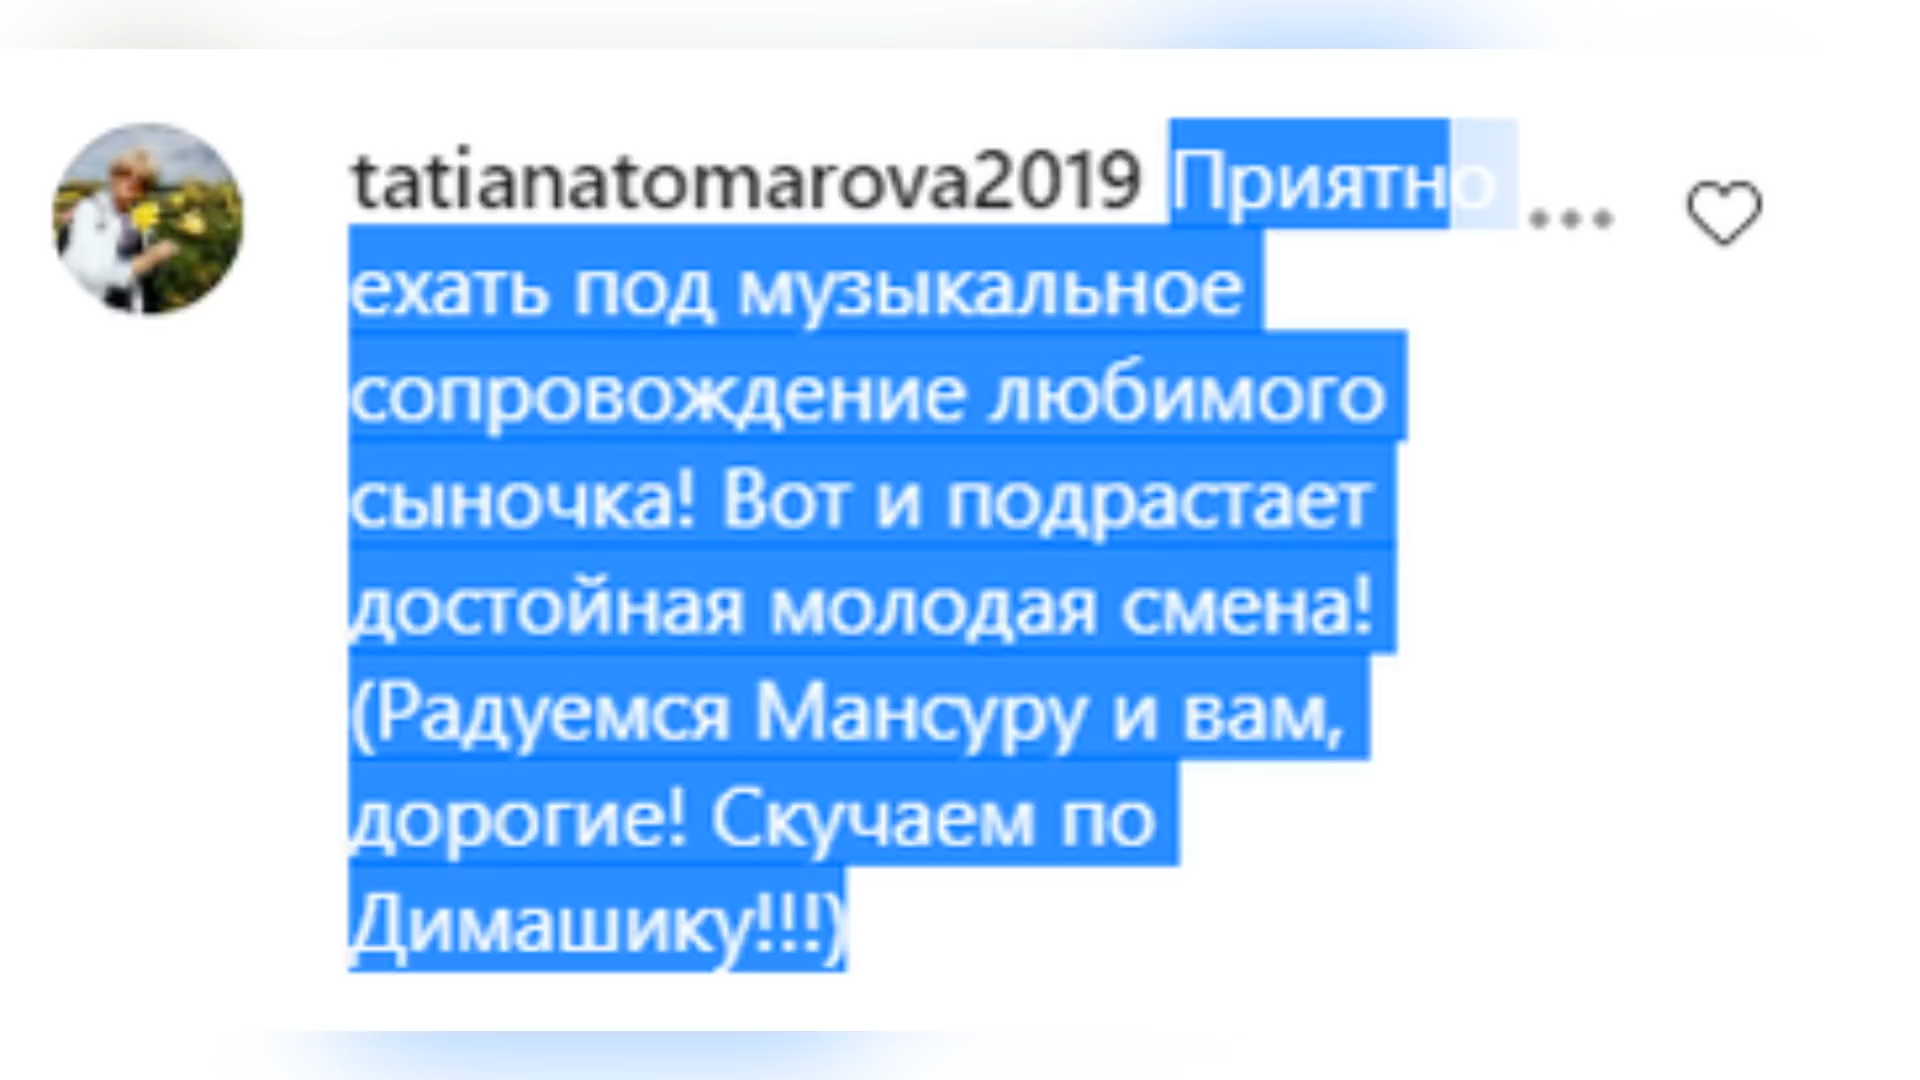 tatianatomarova2019 Приятно
ехать под музыкальное
сопровождение любимого
сыночка! Вот и подрастает
достойная молодая смена!
(Радуемся Мансуру и вам,
дорогие! Скучаем по
Димашику!!!)